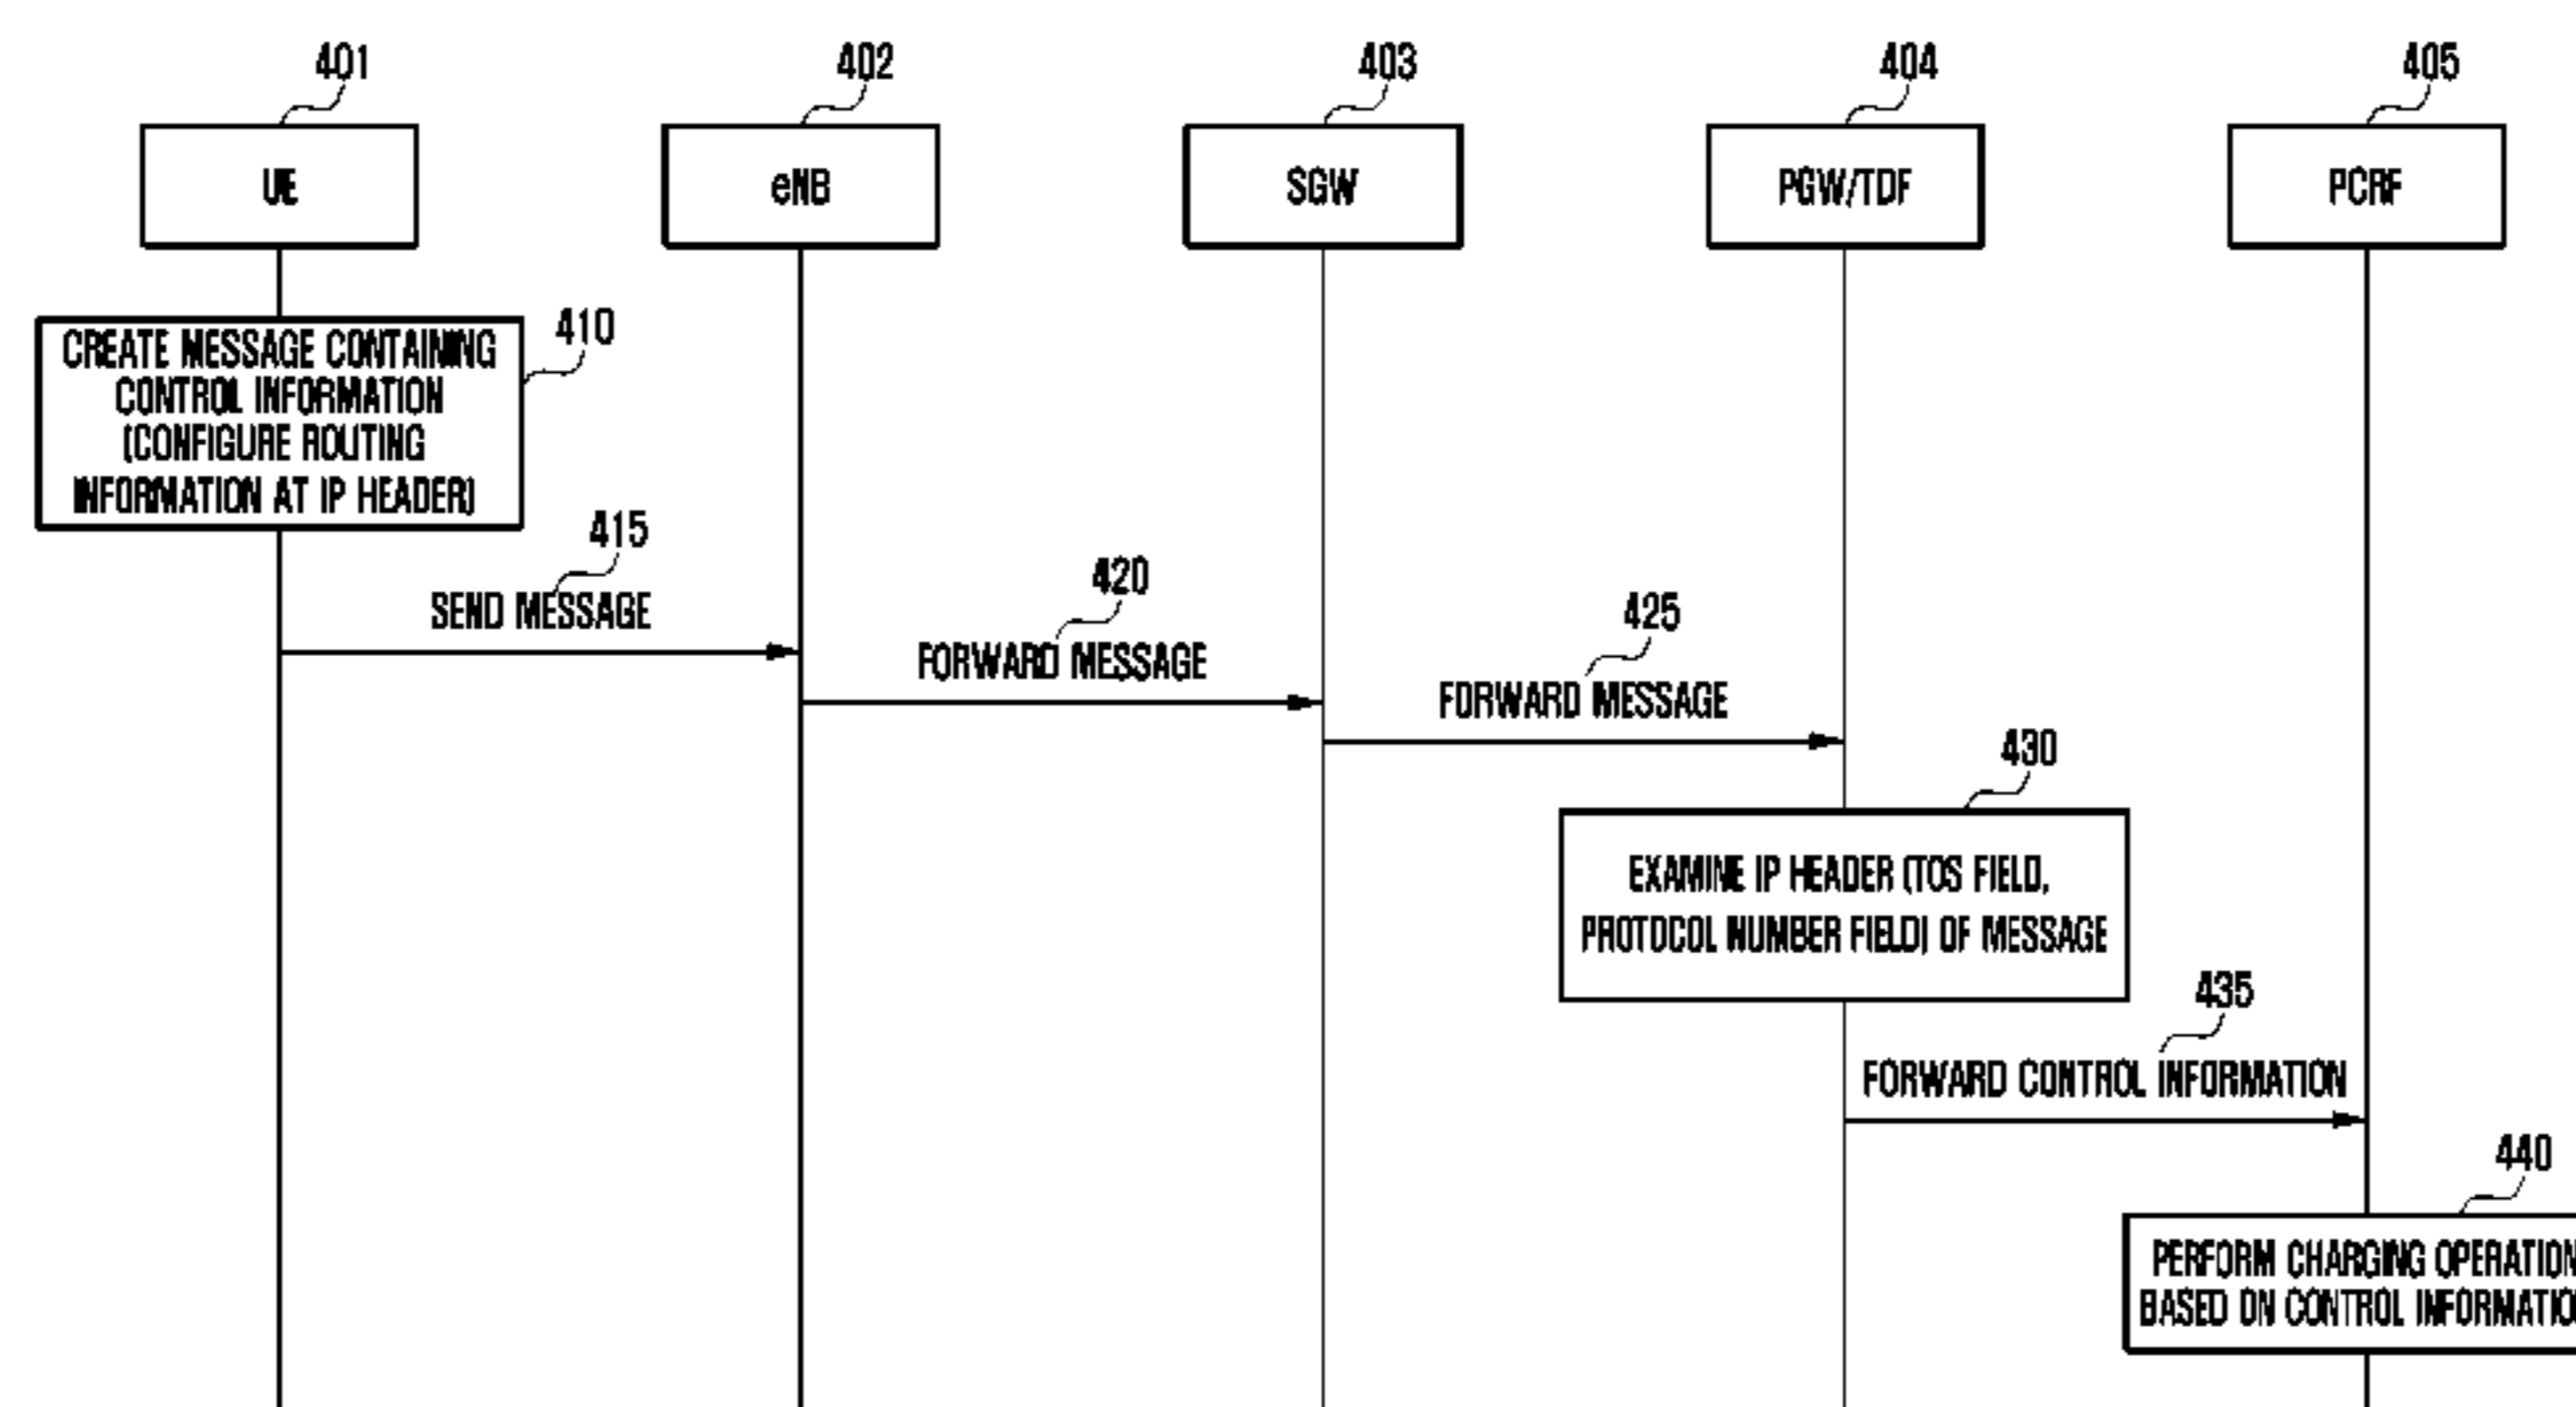 401
402
403
404
405
UE
eNB
SGW
PGW/TDF
PCRF
410
CREATE MESSAGE CONTAINING
CONTROL INFORMATION
(CONFIGURE ROUTING
INFORMATION AT IP HEADER)
415
SEND MESSAGE
420
FORWARD MESSAGE
425
FORWARD MESSAGE
430
EXAMINE IP HEADER (TOS FIELD,
PROTOCOL NUMBER FIELD) OF MESSAGE
435
FORWARD CONTROL INFORMATION
440
PERFORM CHARGING OPERATION
BASED ON CONTROL INFORMATIO